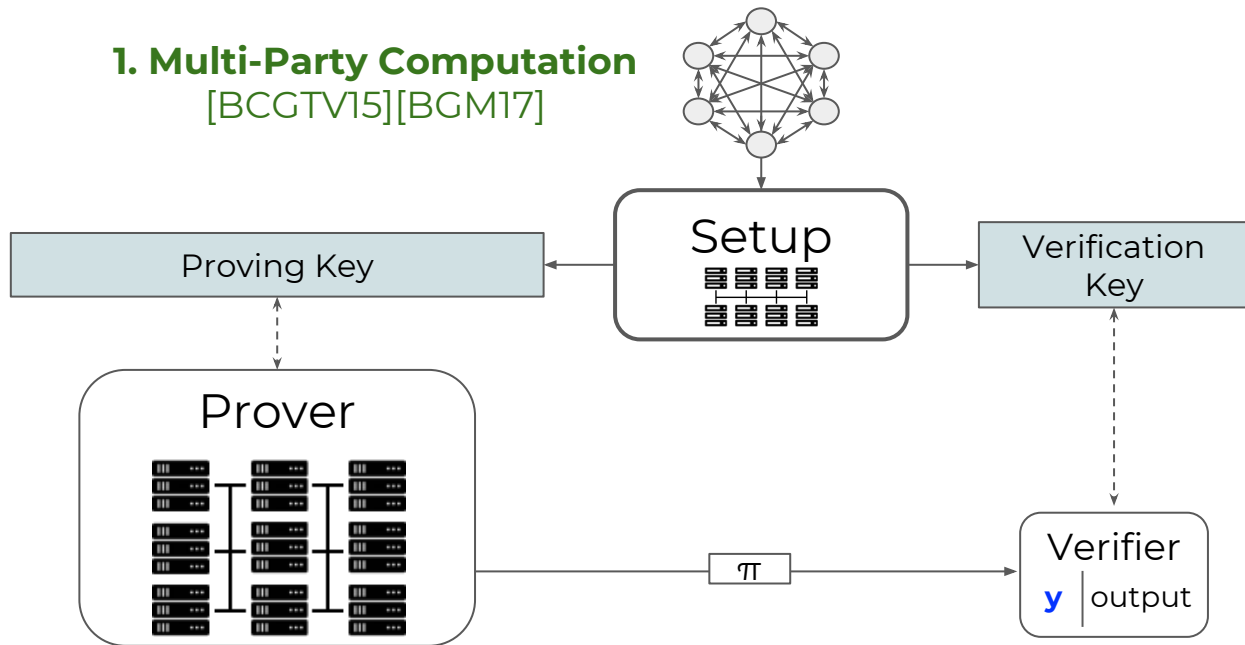 1. Multi-Party Computation
[BCGTV15][BGM17]
Setup
Proving Key
Verification
Key
Prover
π
Verifier
y output